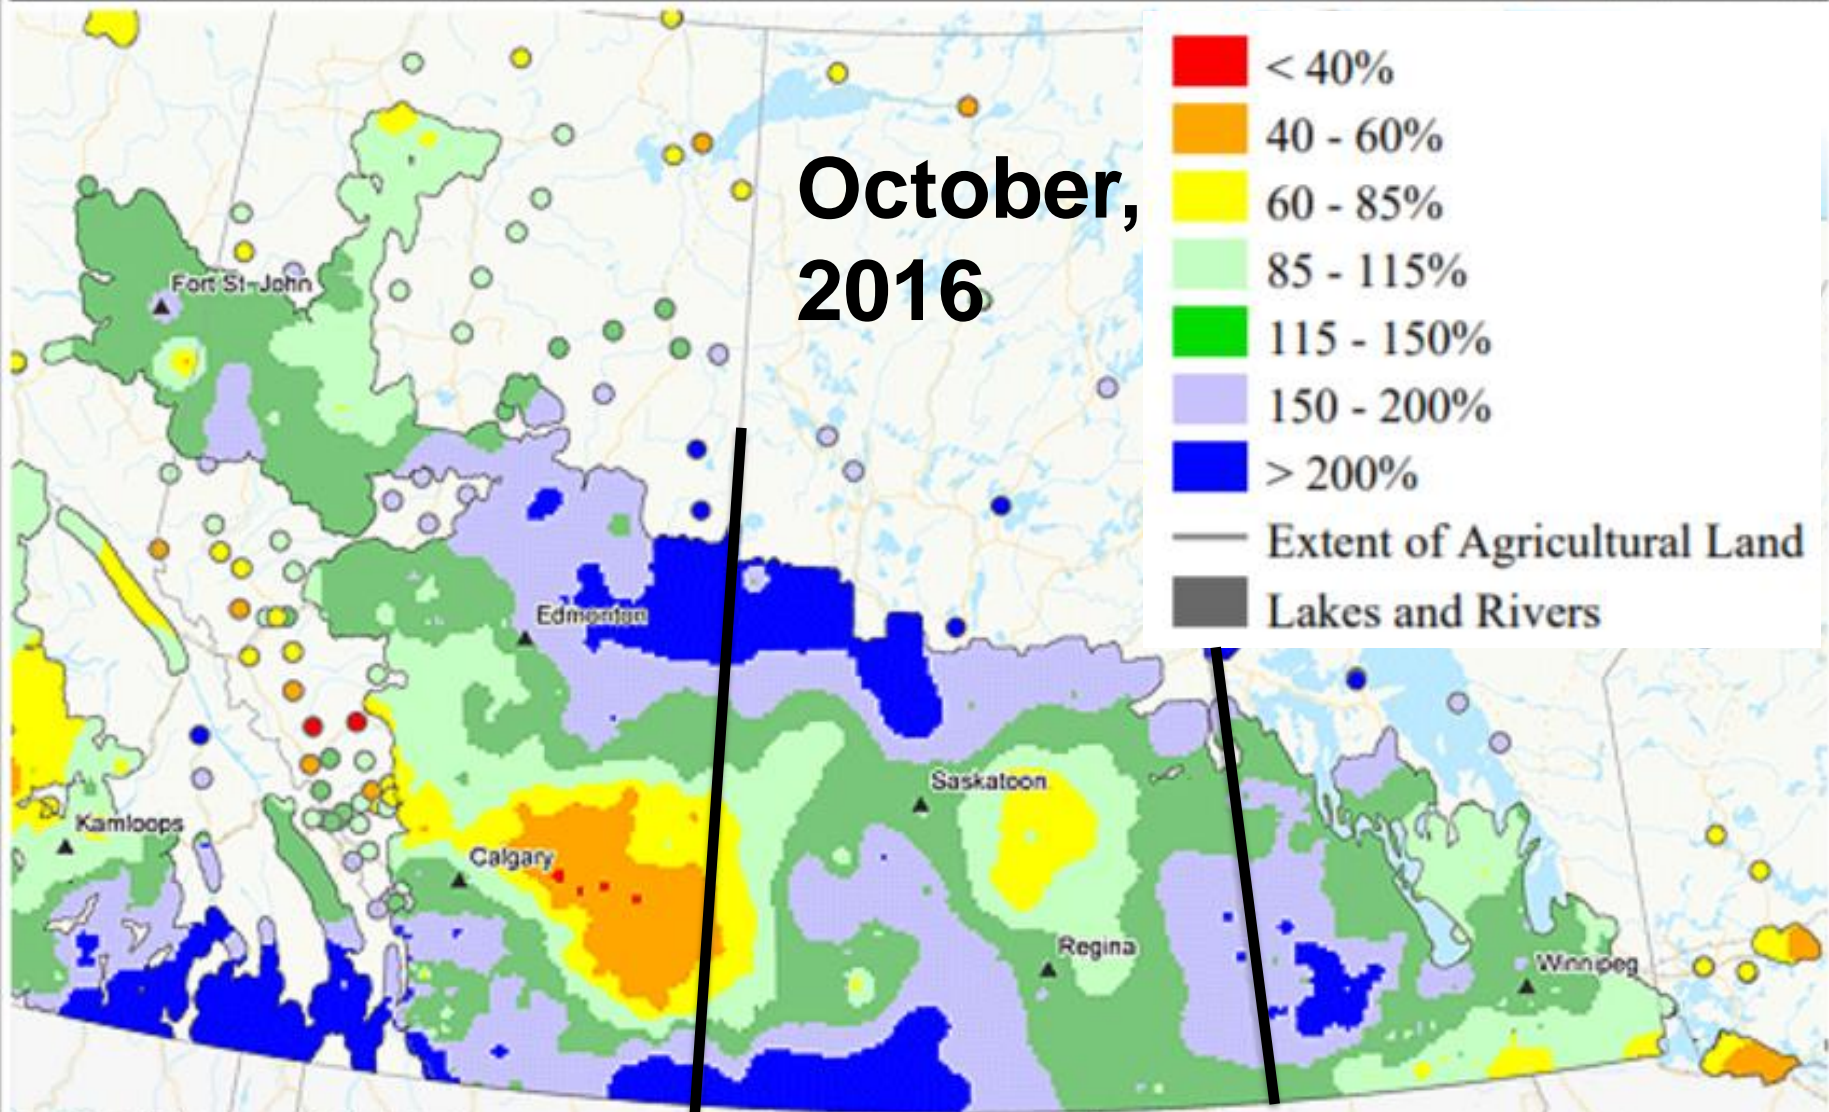 < 40%
40 - 60%
60 - 85%
85 - 115%
115 - 150%
150 - 200%
> 200%
Extent of Agricultural Land
Lakes and Rivers
October,
2016
Fort St-John
Edmonton
Saskatoon
Kamloops
Calgary
Regina
Winnipeg